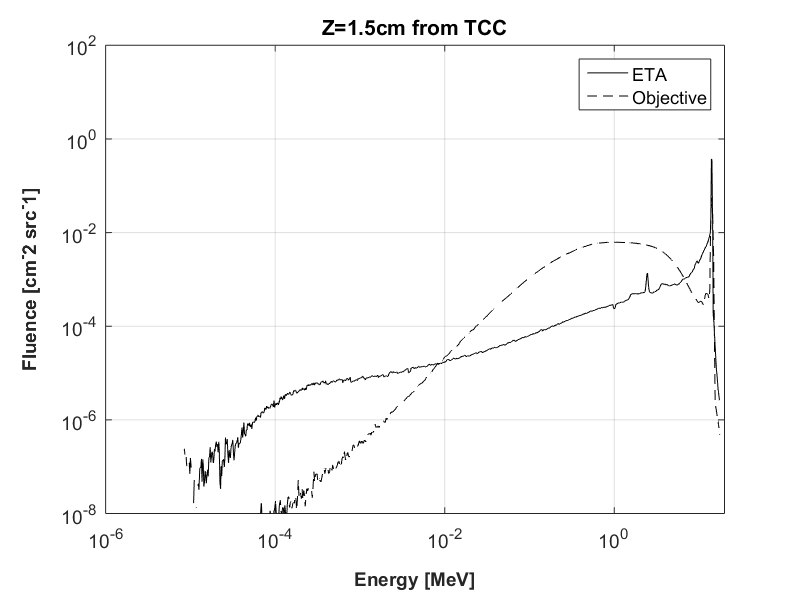 Z=1.5cm from TCC
10^2
10^0
10^-2
10^-4
10^-6
10^-8
Fluence [cm^-2 src^-1]
ETA
Objective
10^-6
10^-4
10^-2
10^0
Energy [MeV]